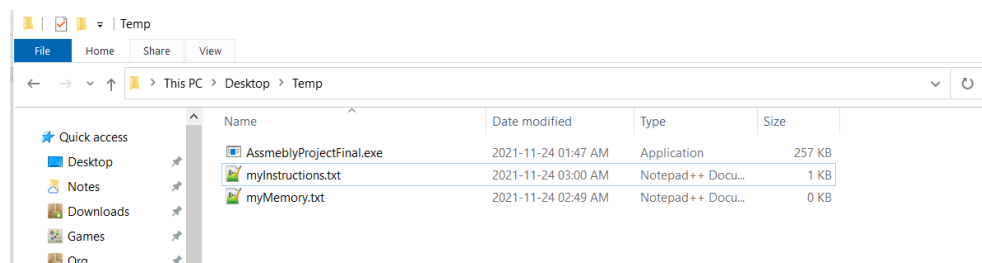 Temp
File Home Share View
This PC > Desktop > Temp
Name Date modified Type Size
Quick access
AssmeblyProjectFinal.exe 2021-11-24 01:47 AM Application 257 KB
Desktop
myInstructions.txt 2021-11-24 03:00 AM Notepad++ Docu... 1 KB
Notes
myMemory.txt 2021-11-24 02:49 AM Notepad++ Docu... 0 KB
Downloads
Games
Org